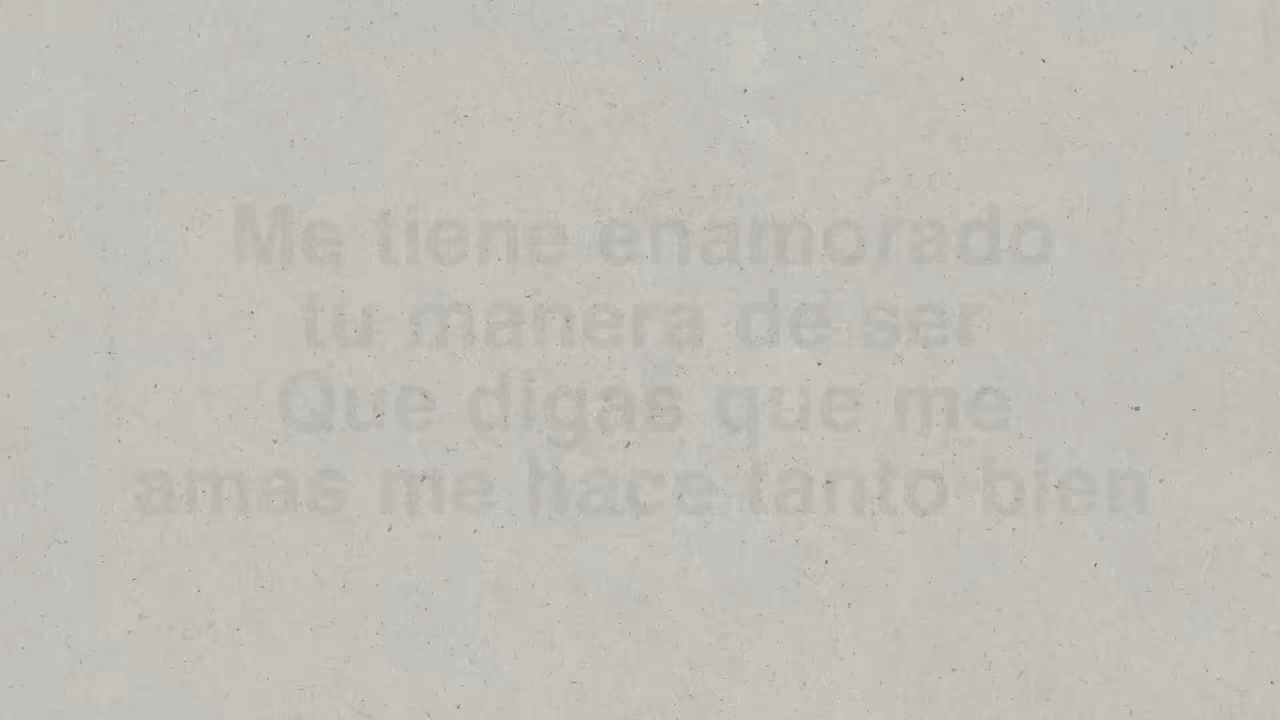 Me tiene enamorado
tu manera de ser
Que digas que me
amas me hace tanto bien